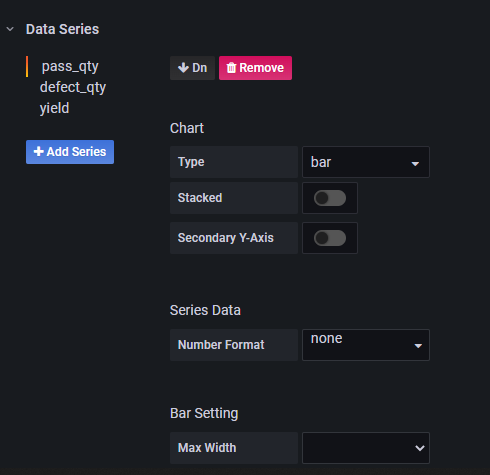 Data Series
pass_qty
defect_qty
yield
Add Series
Dn
Remove
Chart
Type bar
Stacked
Secondary Y-Axis
Series Data
Number Format none
Bar Setting
Max Width